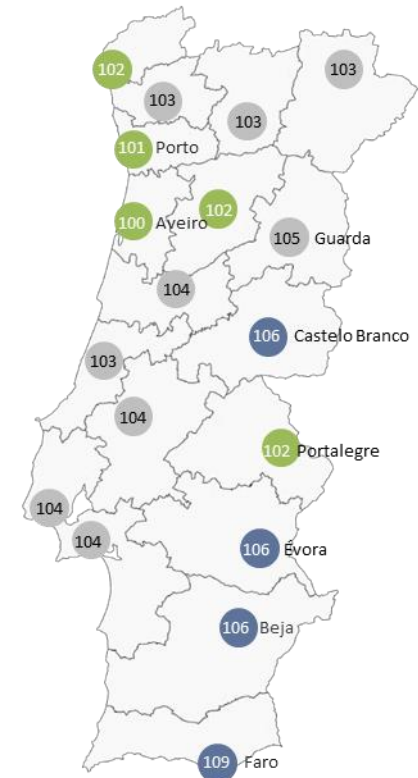 102
103
103
103
101 Porto
100 Aveiro
102
105 Guarda
104
106 Castelo Branco
103
104
102 Portalegre
104
104
106 Évora
106 Beja
109 Faro